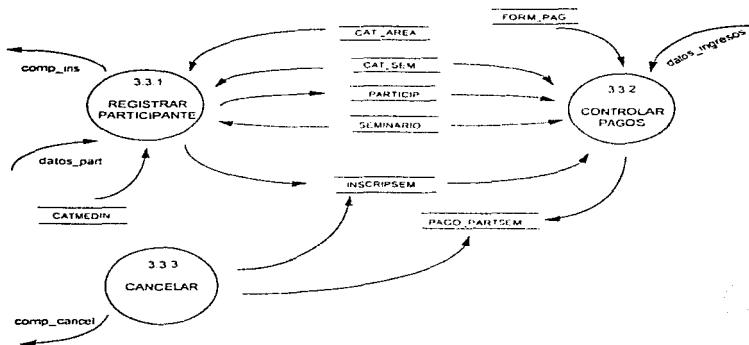 CAT_AREA
FORM_PAG
datos_ingresos
comp_ins
CAT_SEM
3.3.1
REGISTRAR
PARTICIPANTE
PARTICIP
3.3.2
CONTROLAR
PAGOS
SEMINARIO
datos_part
CATMEDIN
INSCRIPSEM
PAGO_PARTSEM
3.3.3
CANCELAR
comp_cancel